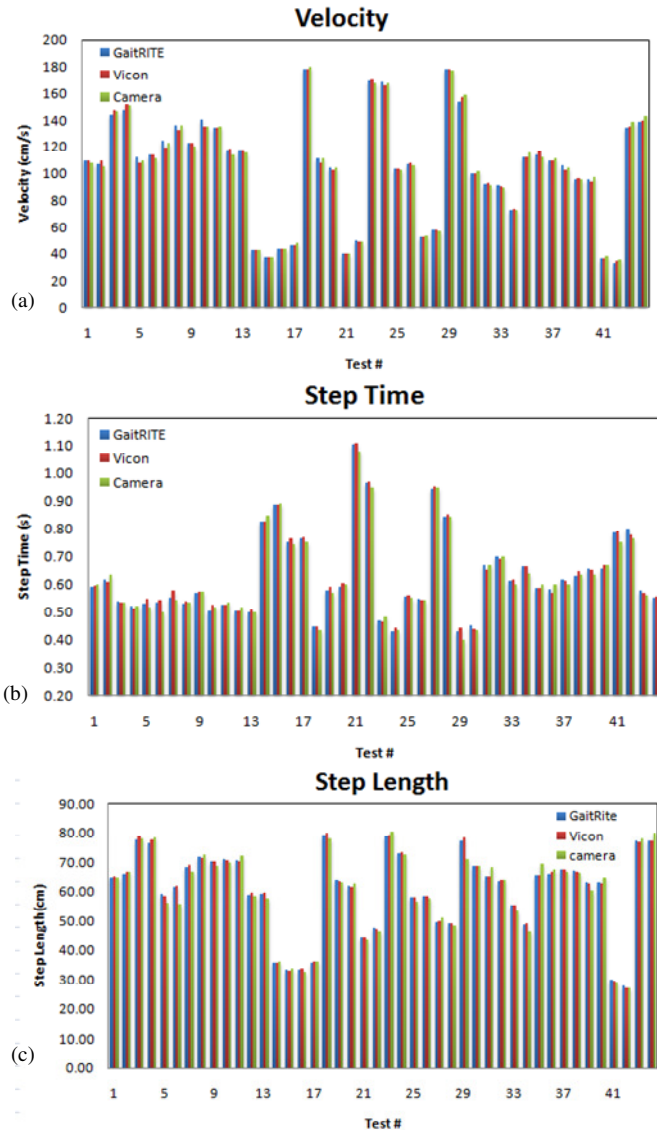 Velocity
200
180
160
140
120
100
80
60
40
20
0
Velocity (cm/s)
GaitRITE
Vicon
Camera
(a)
1 5 9 13 17 21 25 29 33 37 41
Test #
Step Time
1.20
1.10
1.00
0.90
0.80
0.70
0.60
0.50
0.40
0.30
0.20
Step Time (s)
GaitRITE
Vicon
Camera
(b)
1 5 9 13 17 21 25 29 33 37 41
Test #
Step Length
90.00
80.00
70.00
60.00
50.00
40.00
30.00
20.00
10.00
0.00
Step Length(cm)
GaitRite
Vicon
camera
(c)
1 5 9 13 17 21 25 29 33 37 41
Test #